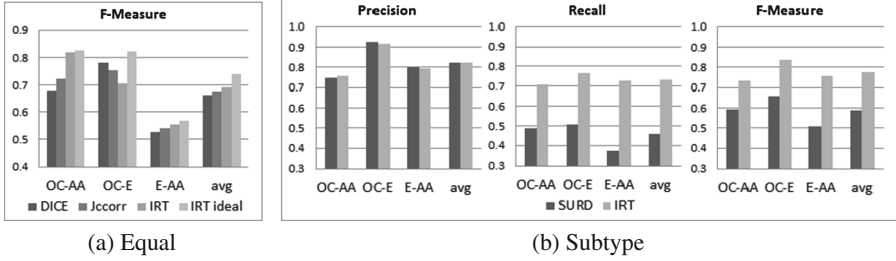 F-Measure
0.9
0.8
0.7
0.6
0.5
0.4
OC-AA OC-E E-AA avg
DICE Jccorr IRT IRT ideal
(a) Equal
Precision
1.0
0.9
0.8
0.7
0.6
0.5
0.4
0.3
OC-AA OC-E E-AA avg
Recall
1.0
0.9
0.8
0.7
0.6
0.5
0.4
0.3
OC-AA OC-E E-AA avg
F-Measure
1.0
0.9
0.8
0.7
0.6
0.5
0.4
0.3
OC-AA OC-E E-AA avg
SURD IRT
(b) Subtype